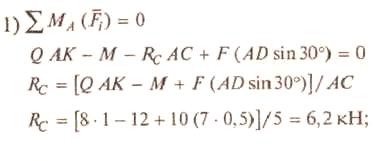 1) ∑ M_A (F̄_i) = 0
Q AK − M − R_C AC + F (AD sin 30°) = 0
R_C = [Q AK − M + F (AD sin 30°)]/ AC
R_C = [8 · 1 − 12 + 10 (7 · 0,5)]/5 = 6,2 кН;